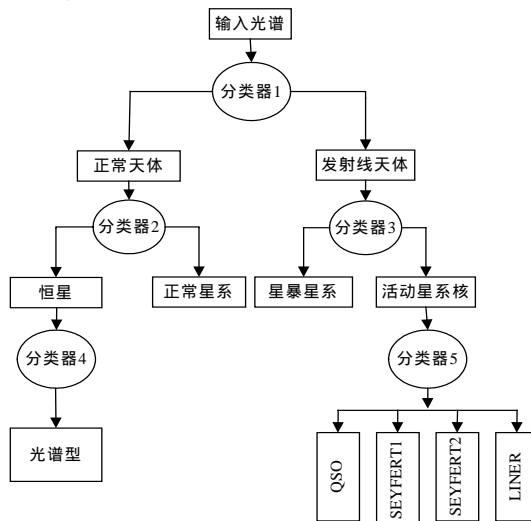 输入光谱
分类器1
正常天体
发射线天体
分类器2
分类器3
恒星
正常星系
星暴星系
活动星系核
分类器4
分类器5
光谱型
QSO
SEYFERT1
SEYFERT2
LINER